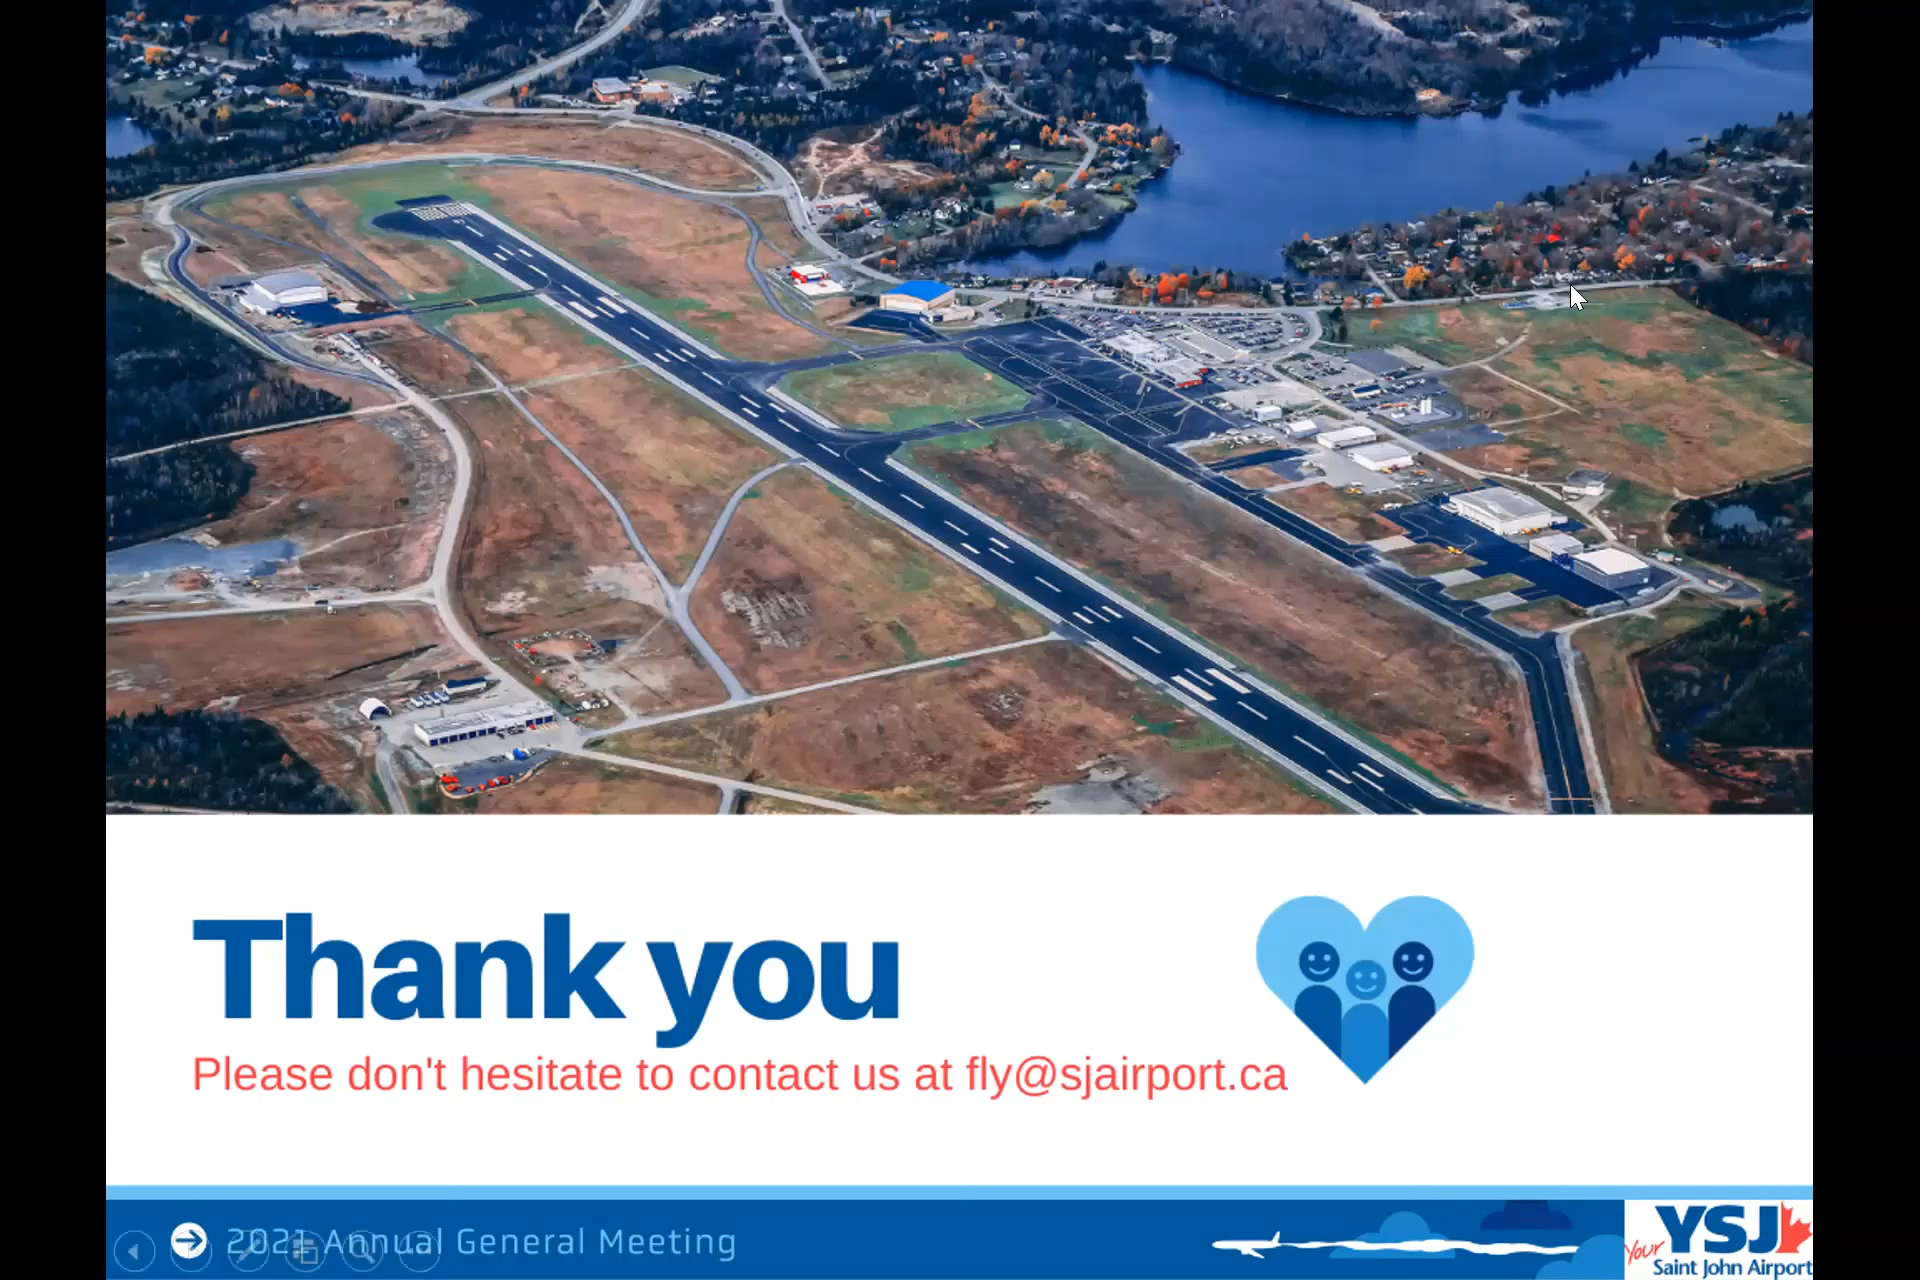 Thank you
Please don't hesitate to contact us at fly@sjairport.ca
2021 Annual General Meeting
Your YSJ
Saint John Airport